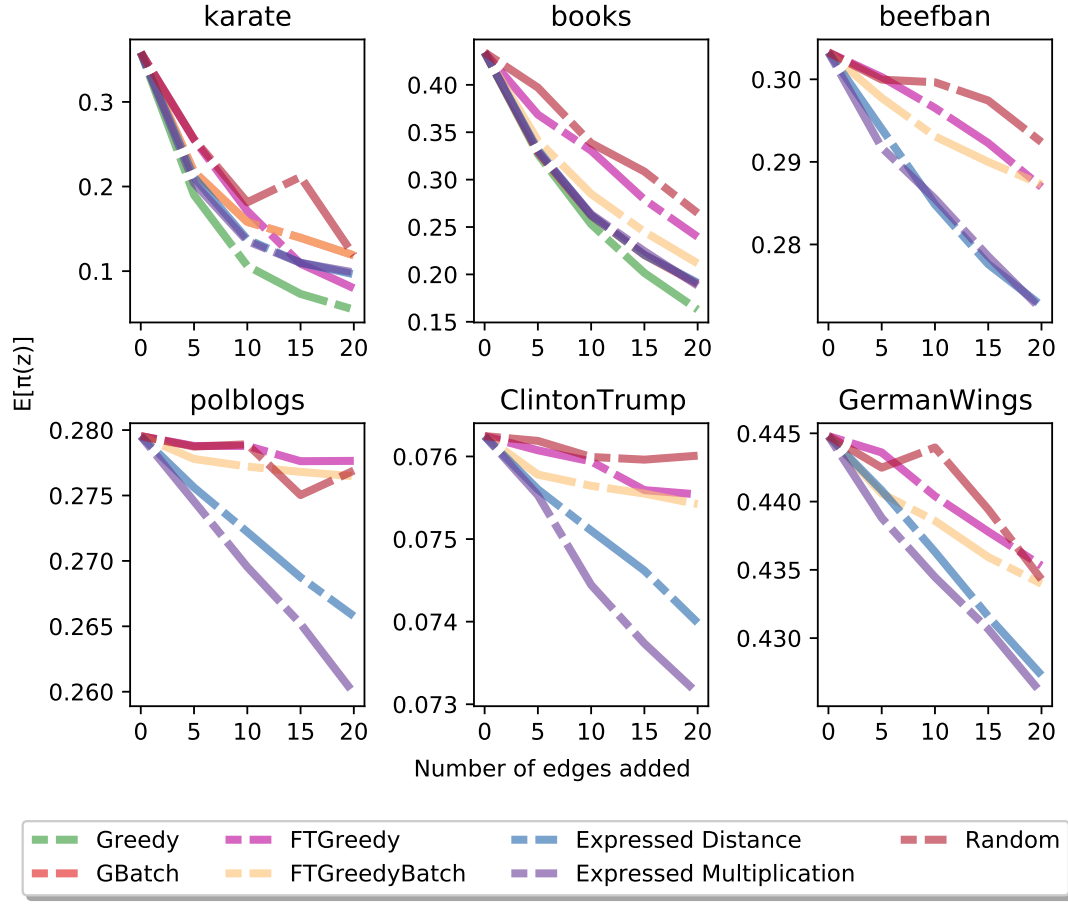 karate books beefban
0.3 0.40 0.30
0.35
0.2 0.30 0.29
0.25
0.1 0.20 0.28
0.15
0 5 10 15 20 0 5 10 15 20 0 5 10 15 20
E[π(z)]
polblogs ClintonTrump GermanWings
0.280 0.076 0.445
0.275 0.440
0.270 0.075 0.435
0.265 0.074 0.430
0.260 0.073
0 5 10 15 20 0 5 10 15 20 0 5 10 15 20
Number of edges added
Greedy FTGreedy Expressed Distance Random
GBatch FTGreedyBatch Expressed Multiplication